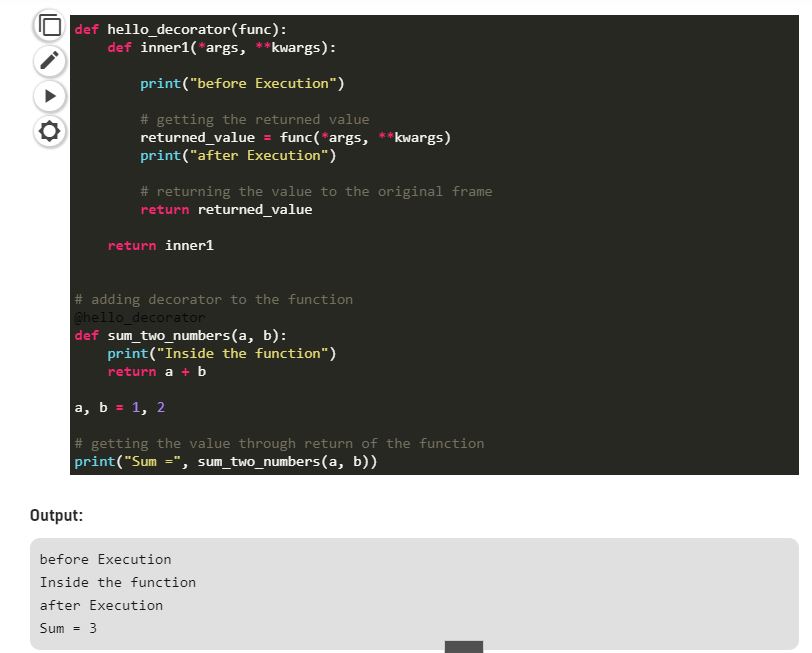 def hello_decorator(func):
    def inner1(*args, **kwargs):
        print("before Execution")
        # getting the returned value
        returned_value = func(*args, **kwargs)
        print("after Execution")
        # returning the value to the original frame
        return returned_value
    return inner1
# adding decorator to the function
@hello_decorator
def sum_two_numbers(a, b):
    print("Inside the function")
    return a + b
a, b = 1, 2
# getting the value through return of the function
print("Sum =", sum_two_numbers(a, b))
Output:
before Execution
Inside the function
after Execution
Sum = 3